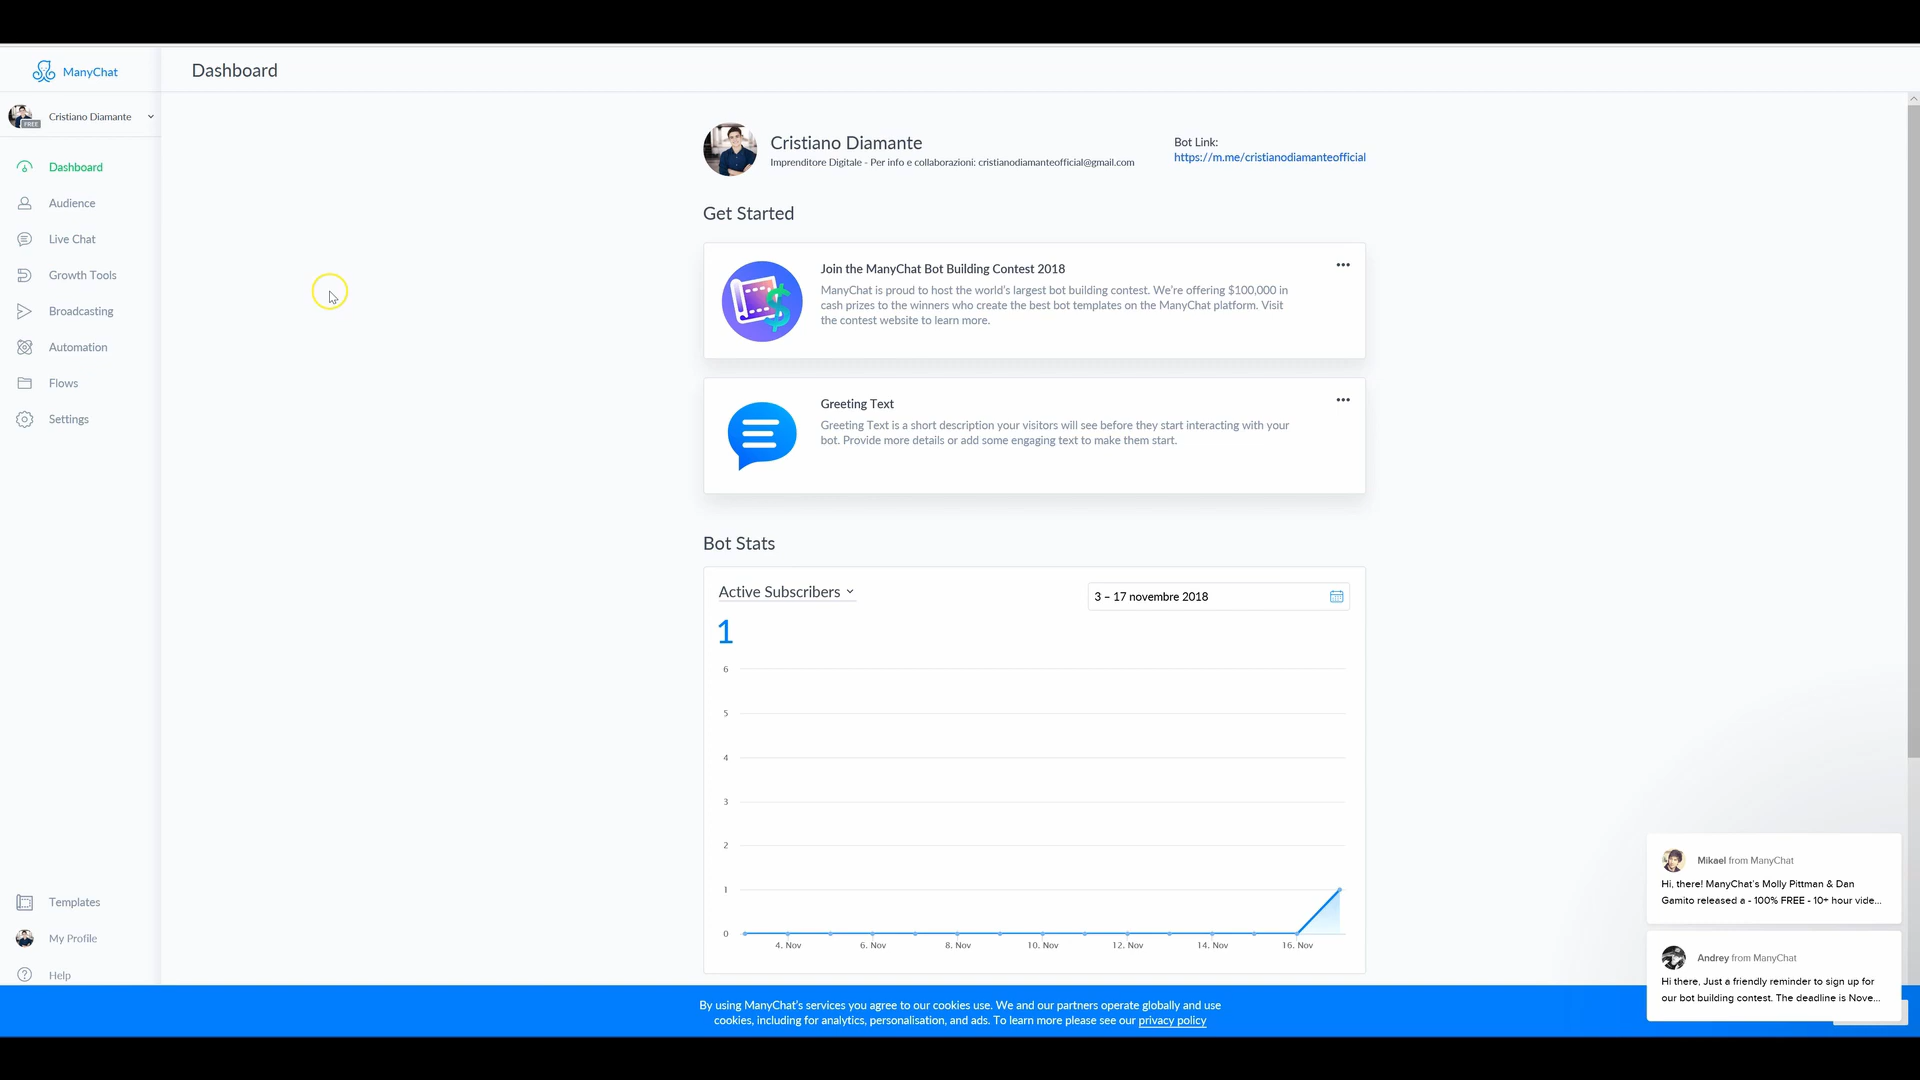 ManyChat
Dashboard
FREE
Cristiano Diamante
Dashboard
Audience
Live Chat
Growth Tools
Broadcasting
Automation
Flows
Settings
Templates
My Profile
Help
Cristiano Diamante
Imprenditore Digitale - Per info e collaborazioni: cristianodiamanteofficial@gmail.com
Bot Link:
https://m.me/cristianodiamanteofficial
Get Started
Join the ManyChat Bot Building Contest 2018
ManyChat is proud to host the world's largest bot building contest. We're offering $100,000 in
cash prizes to the winners who create the best bot templates on the ManyChat platform. Visit
the contest website to learn more.
Greeting Text
Greeting Text is a short description your visitors will see before they start interacting with your
bot. Provide more details or add some engaging text to make them start.
Bot Stats
Active Subscribers
3 – 17 novembre 2018
1
6
5
4
3
2
1
0
4. Nov 6. Nov 8. Nov 10. Nov 12. Nov 14. Nov 16. Nov
Mikael from ManyChat
Hi, there! ManyChat's Molly Pittman & Dan
Gamito released a - 100% FREE - 10+ hour vide...
Andrey from ManyChat
Hi there, Just a friendly reminder to sign up for
our bot building contest. The deadline is Nove...
By using ManyChat's services you agree to our cookies use. We and our partners operate globally and use
cookies, including for analytics, personalisation, and ads. To learn more please see our privacy policy